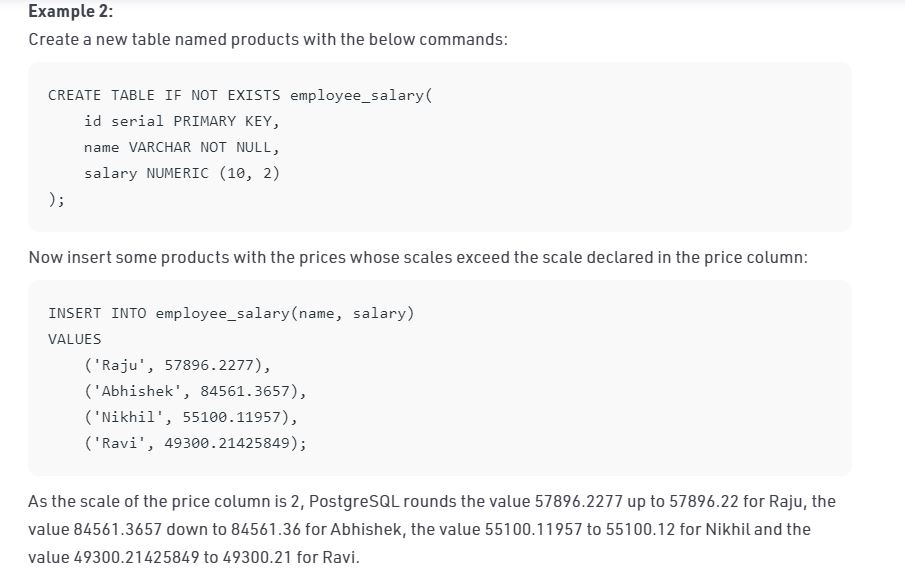 Example 2:
Create a new table named products with the below commands:
CREATE TABLE IF NOT EXISTS employee_salary(
    id serial PRIMARY KEY,
    name VARCHAR NOT NULL,
    salary NUMERIC (10, 2)
);
Now insert some products with the prices whose scales exceed the scale declared in the price column:
INSERT INTO employee_salary(name, salary)
VALUES
    ('Raju', 57896.2277),
    ('Abhishek', 84561.3657),
    ('Nikhil', 55100.11957),
    ('Ravi', 49300.21425849);
As the scale of the price column is 2, PostgreSQL rounds the value 57896.2277 up to 57896.22 for Raju, the
value 84561.3657 down to 84561.36 for Abhishek, the value 55100.11957 to 55100.12 for Nikhil and the
value 49300.21425849 to 49300.21 for Ravi.